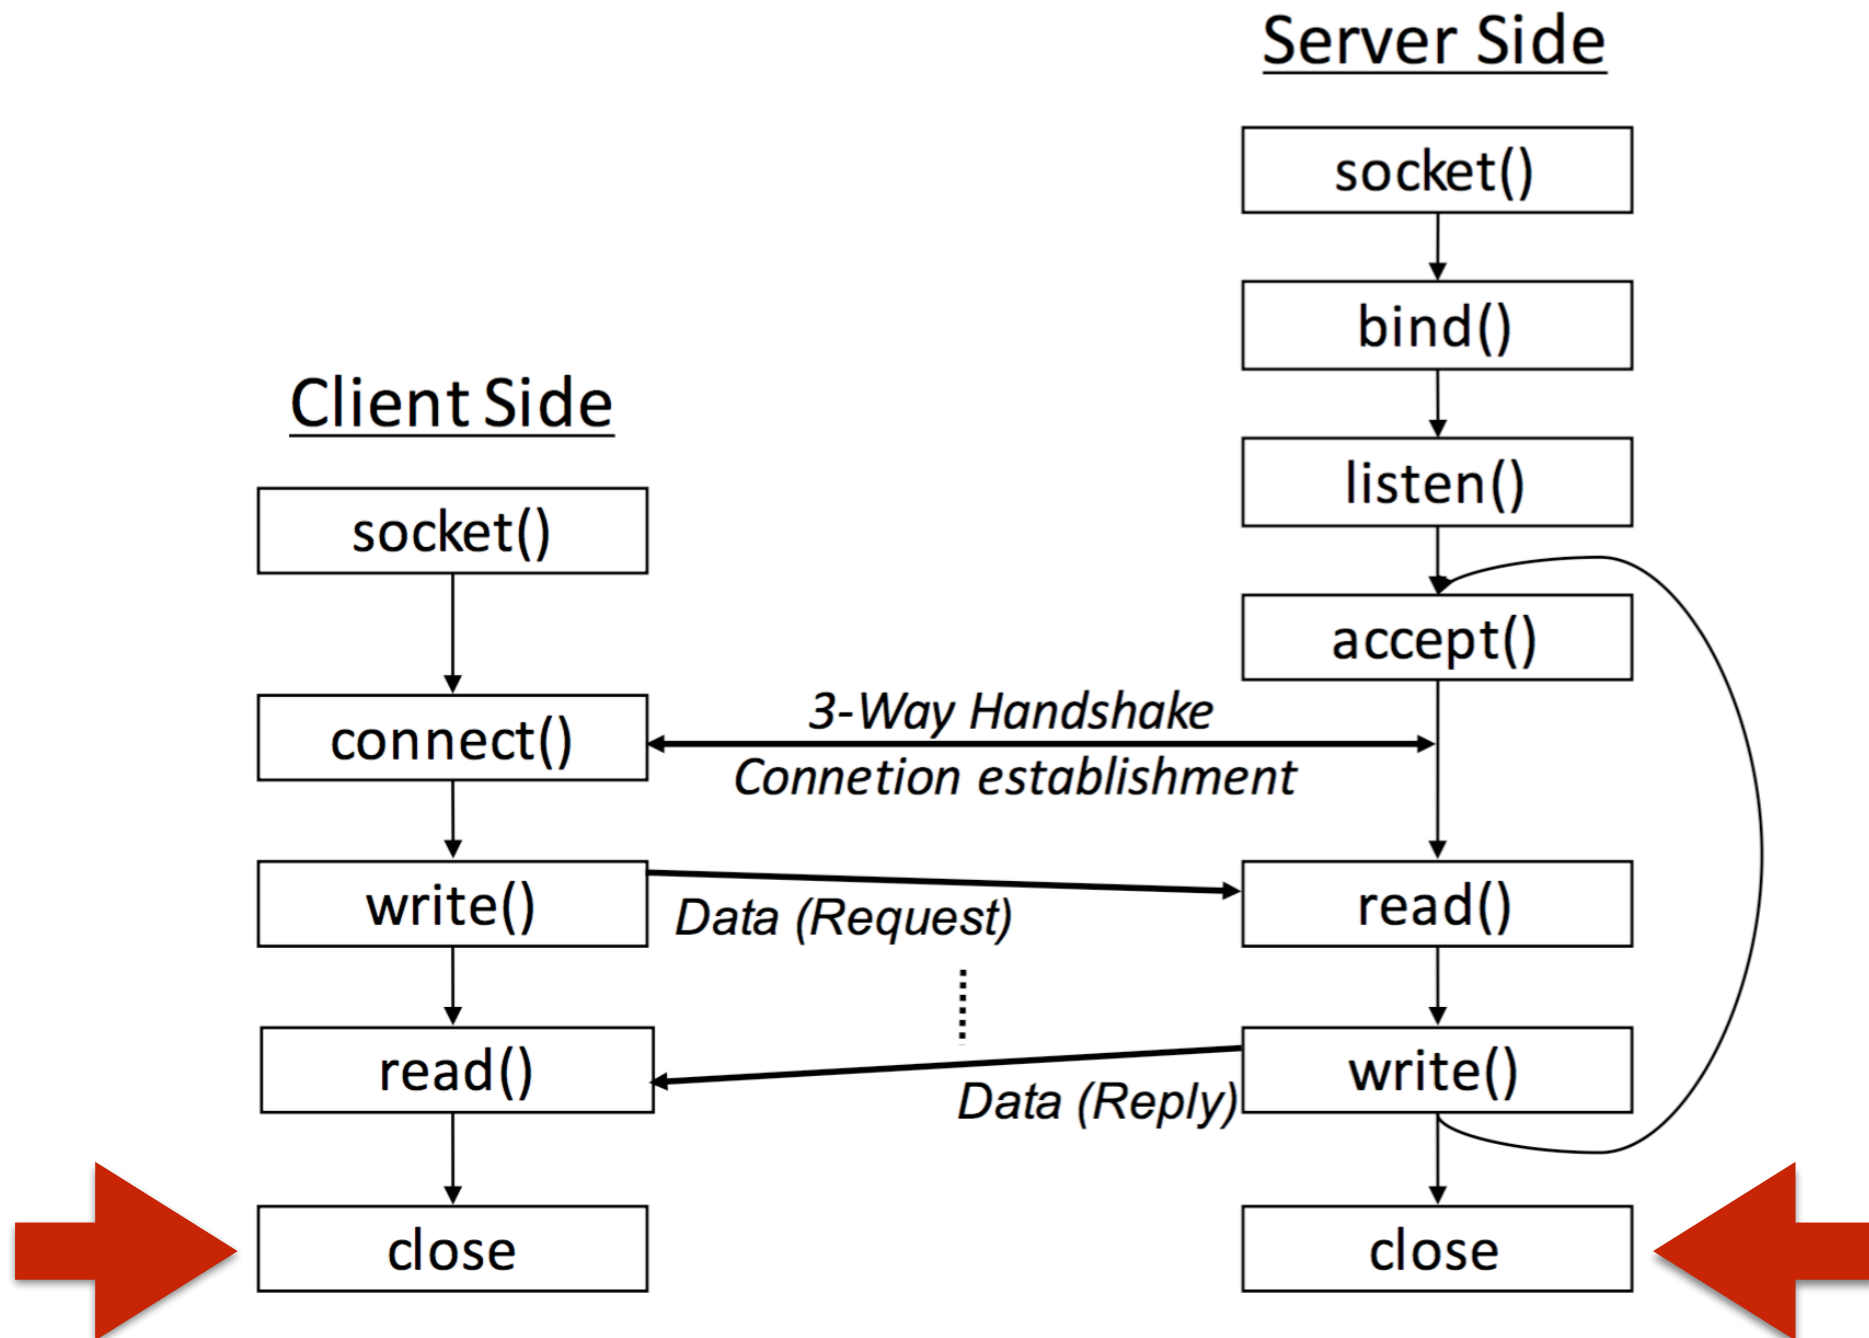 Server Side
socket()
bind()
listen()
accept()
Client Side
socket()
connect()
3-Way Handshake
Connetion establishment
write()
Data (Request)
read()
read()
Data (Reply)
write()
close
close